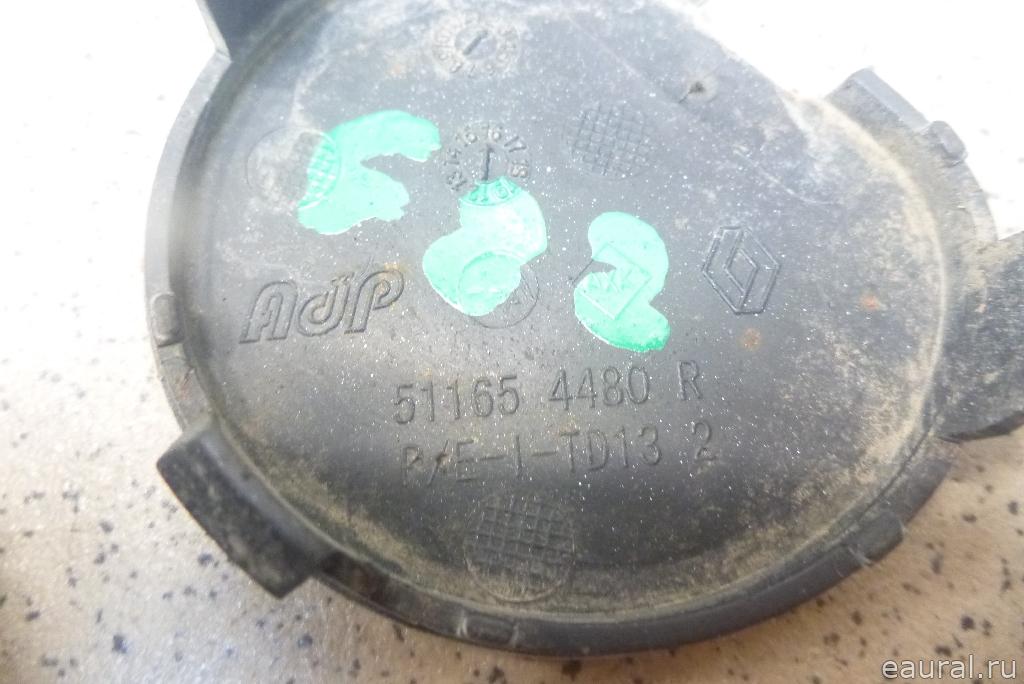 AdP
51165 4480 R
P/E-I-TD13 2
eaural.ru